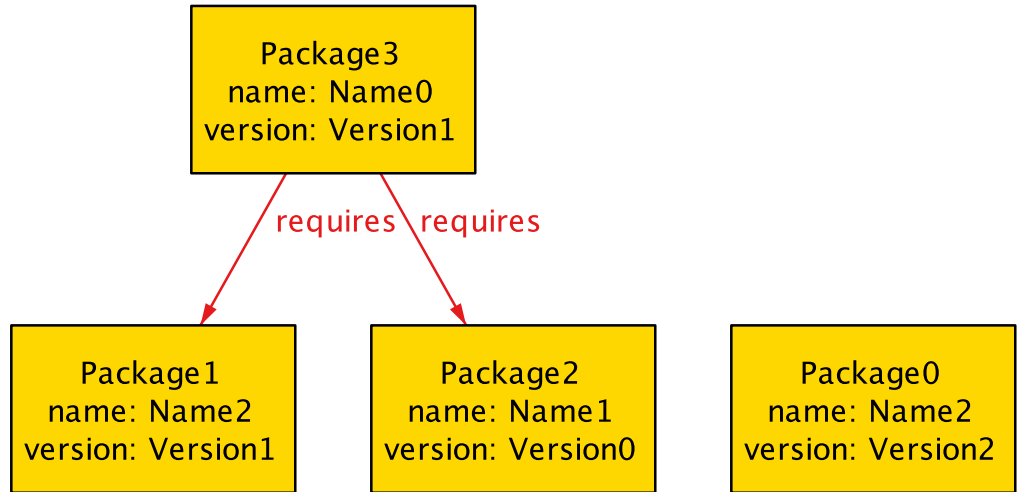 Package3
name: Name0
version: Version1
requires
requires
Package1
name: Name2
version: Version1
Package2
name: Name1
version: Version0
Package0
name: Name2
version: Version2